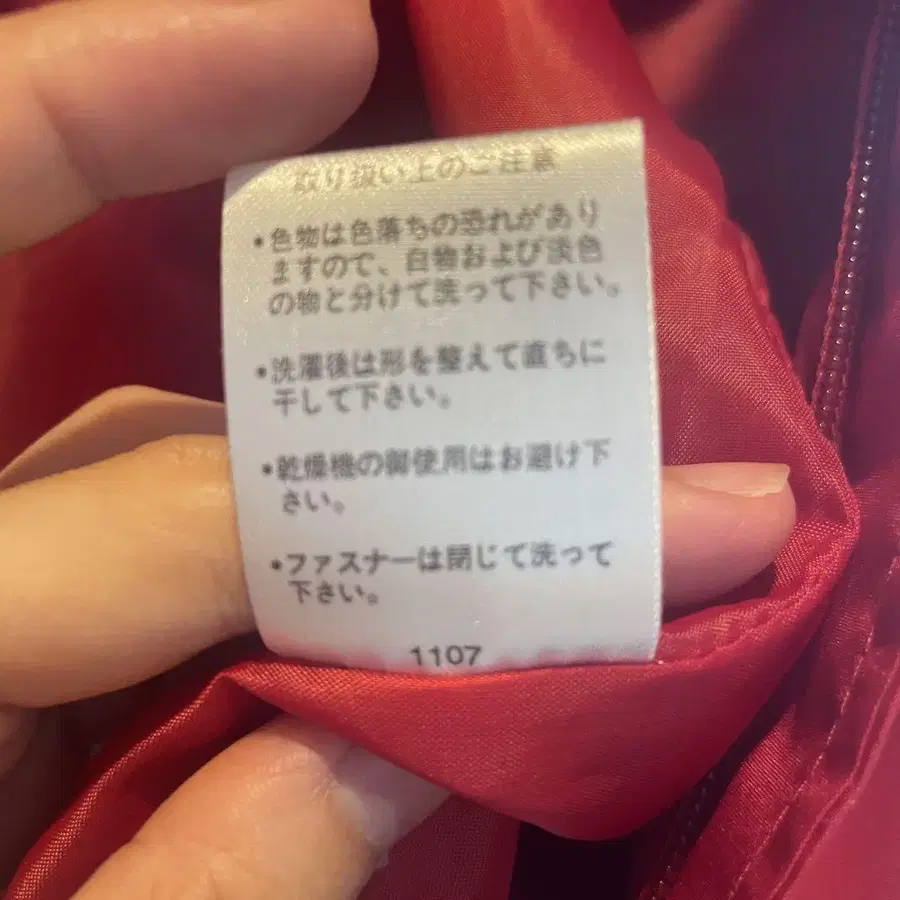 取り扱い上のご注意
•色物は色落ちの恐れがあり
ますので、白物および淡色
の物と分けて洗って下さい。
•洗濯後は形を整えて直ちに
干して下さい。
•乾燥機の御使用はお避け下
さい。
•ファスナーは閉じて洗って
下さい。
1107